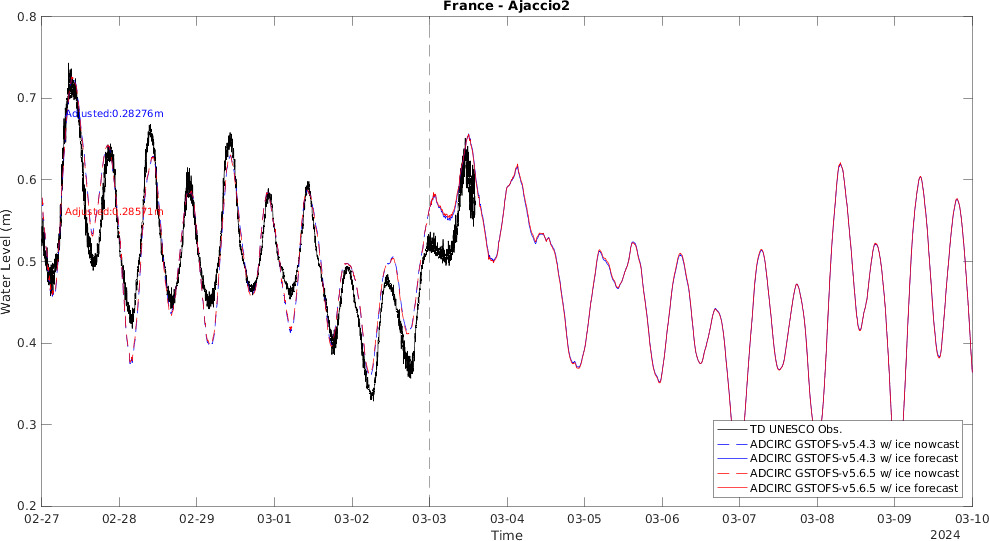 France - Ajaccio2
Water Level (m)
0.8
0.7
0.6
0.5
0.4
0.3
0.2
Adjusted:0.28276m
Adjusted:0.28571m
TD UNESCO Obs.
ADCIRC GSTOFS-v5.4.3 w/ ice nowcast
ADCIRC GSTOFS-v5.4.3 w/ ice forecast
ADCIRC GSTOFS-v5.6.5 w/ ice nowcast
ADCIRC GSTOFS-v5.6.5 w/ ice forecast
02-27 02-28 02-29 03-01 03-02 03-03 03-04 03-05 03-06 03-07 03-08 03-09 03-10
Time
2024